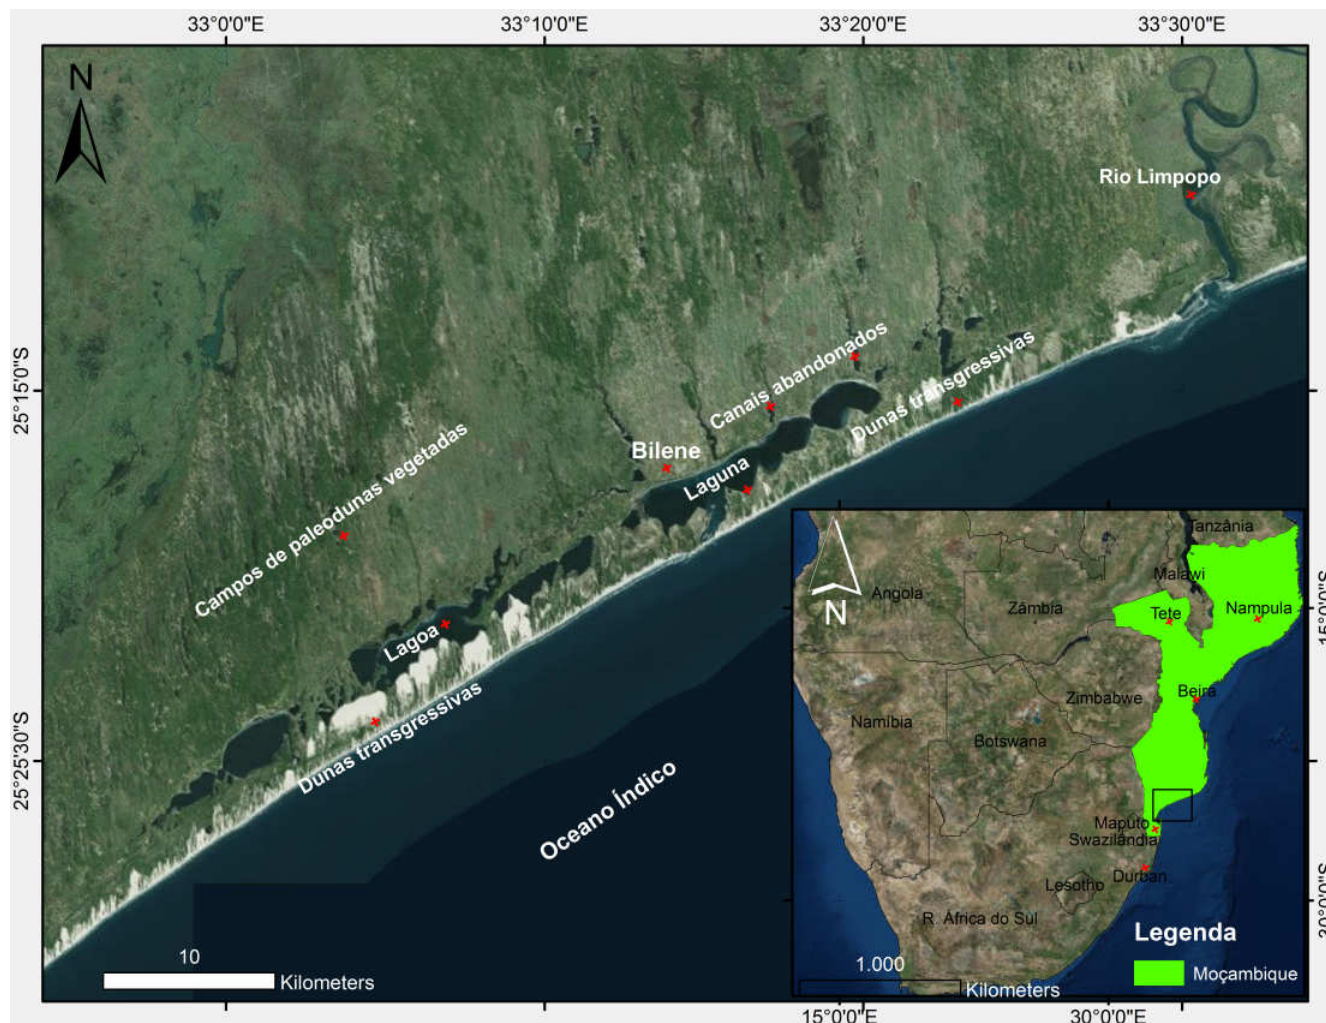 33°0'0"E
33°10'0"E
33°20'0"E
33°30'0"E
N
Rio Limpopo
25°15'0"S
Canais abandonados
Dunas transgressivas
Bilene
Laguna
Campos de paleodunas vegetadas
Lagoa
Dunas transgressivas
25°25'30"S
Oceano Índico
10
Kilometers
N
Tanzânia
Angola
Malawi
Zâmbia
Tete
Nampula
15°0'0"S
Zimbabwe
Beira
Namíbia
Botswana
Maputo
Swazilândia
Durban
Lesotho
R. África do Sul
30°0'0"S
Legenda
Moçambique
1.000
Kilometers
15°0'0"E
30°0'0"E